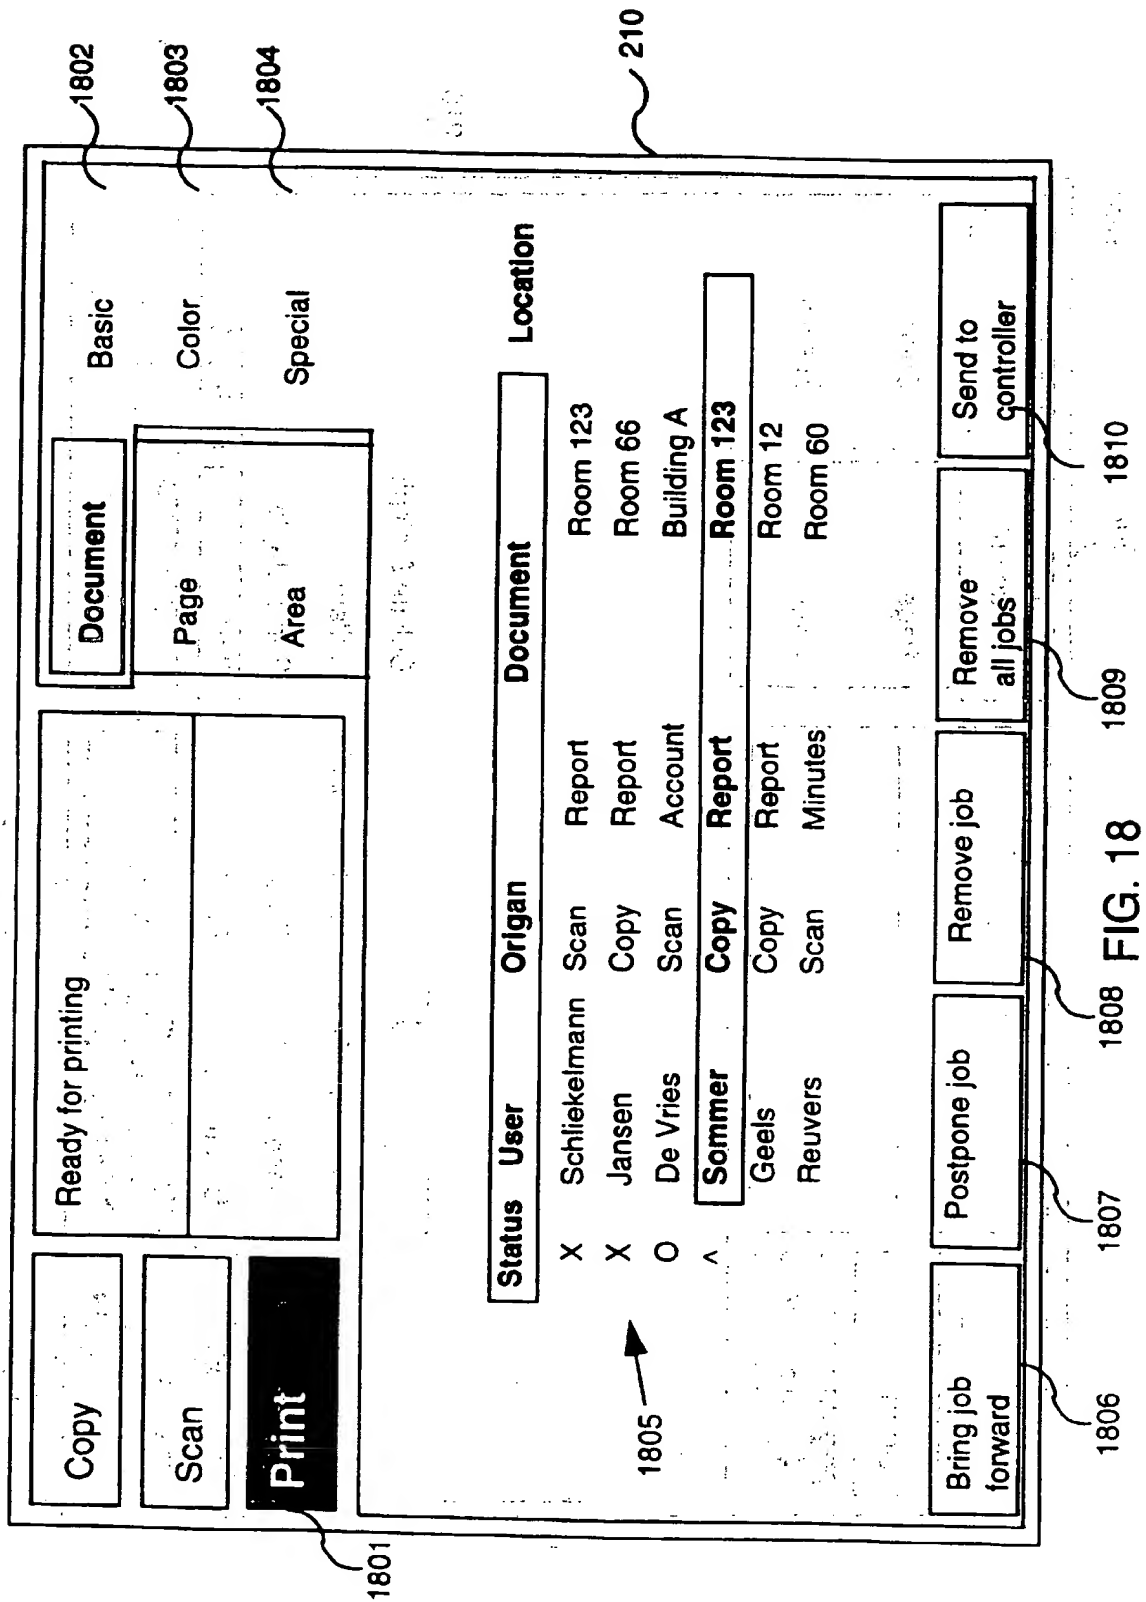 Copy
Scan
Print
Ready for printing
Document
Page
Area
Basic
Color
Special
1801
1802
1803
1804
210
Status User Origan Document Location
X Schliekelmann Scan Report Room 123
X Jansen Copy Report Room 66
O De Vries Scan Account Building A
^ Sommer Copy Report Room 123
Geels Copy Report Room 12
Reuvers Scan Minutes Room 60
1805
Bring job
forward
Postpone job
Remove job
Remove
all jobs
Send to
controller
1806
1807
1808
1809
1810
FIG. 18